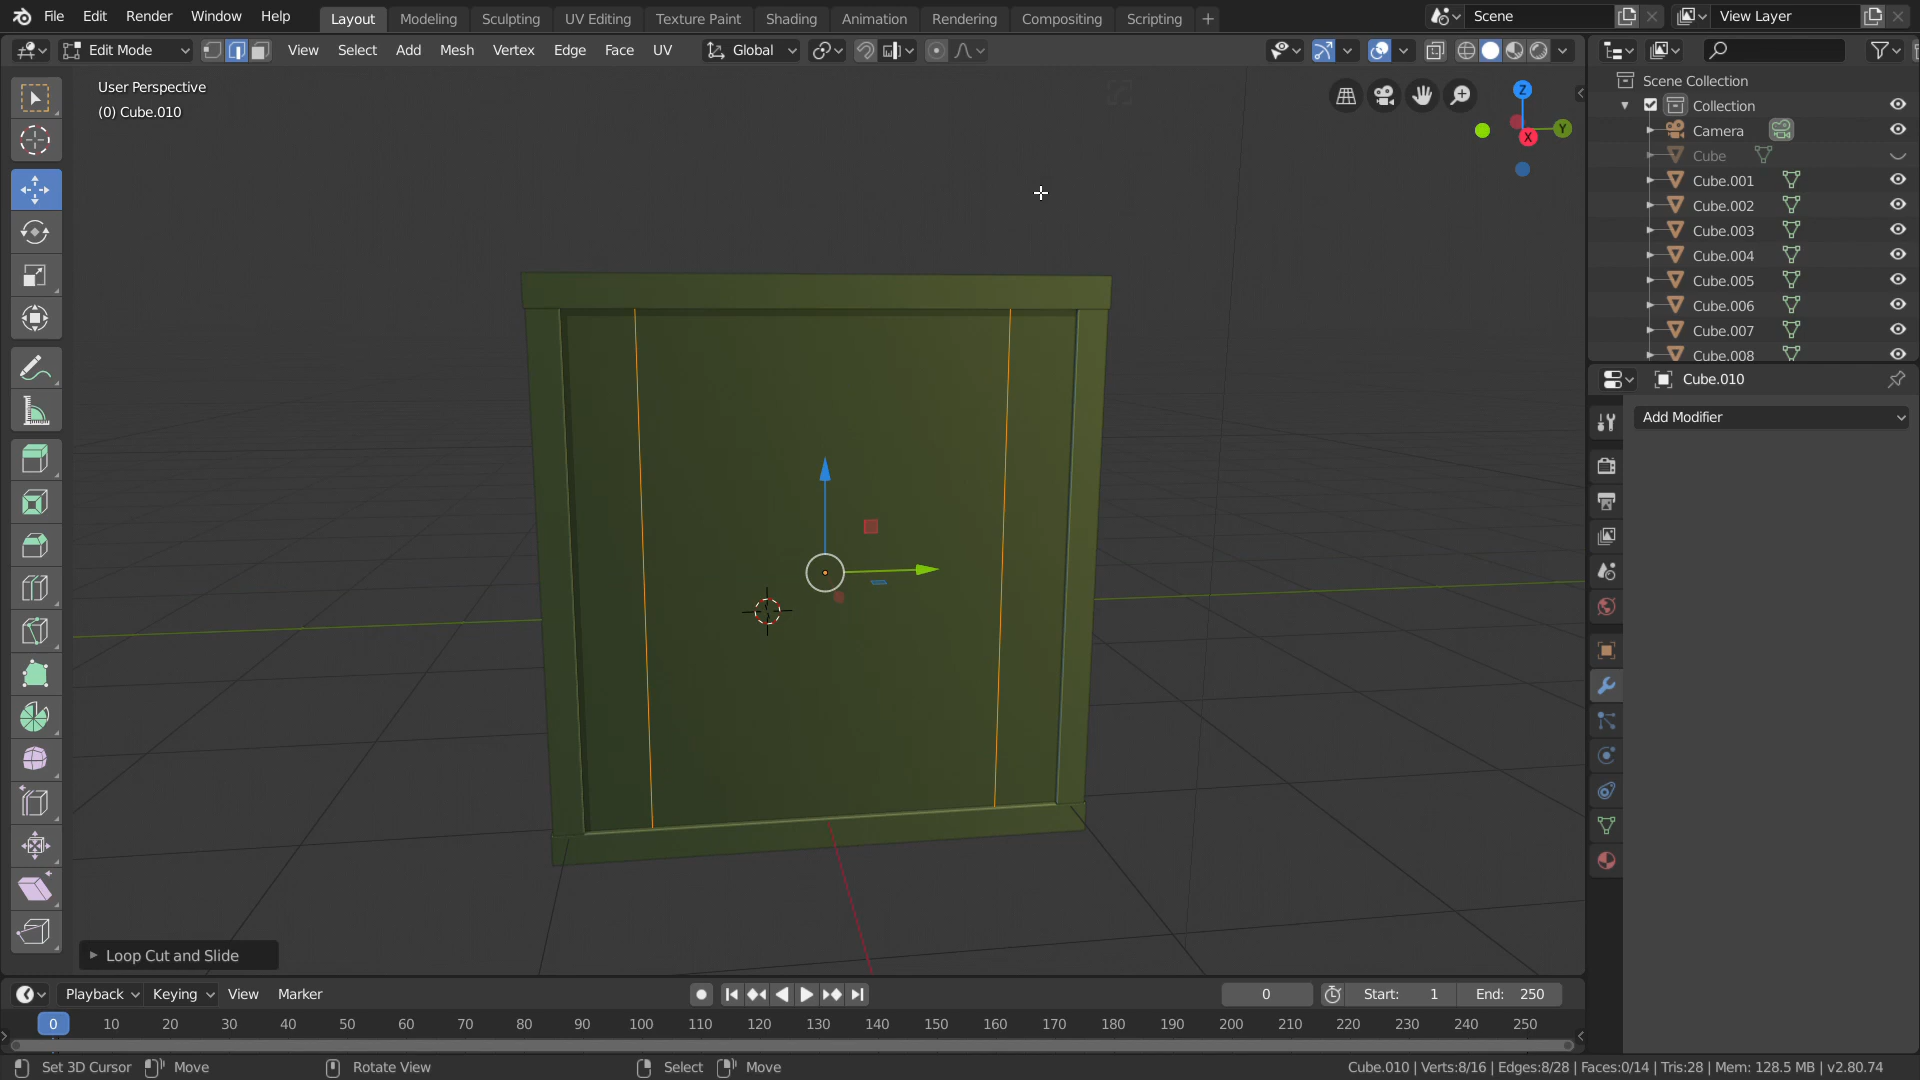 File Edit Render Window Help Layout Modeling Sculpting UV Editing Texture Paint Shading Animation Rendering Compositing Scripting + Scene View Layer
Edit Mode View Select Add Mesh Vertex Edge Face UV Global
User Perspective
(0) Cube.010
Z
Y
X
Scene Collection
Collection
Camera
Cube
Cube.001
Cube.002
Cube.003
Cube.004
Cube.005
Cube.006
Cube.007
Cube.008
Cube.010
Add Modifier
Loop Cut and Slide
Playback Keying View Marker 0 Start: 1 End: 250
0 10 20 30 40 50 60 70 80 90 100 110 120 130 140 150 160 170 180 190 200 210 220 230 240 250
Set 3D Cursor Move Rotate View Select Move Cube.010 | Verts:8/16 | Edges:8/28 | Faces:0/14 | Tris:28 | Mem: 128.5 MB | v2.80.74